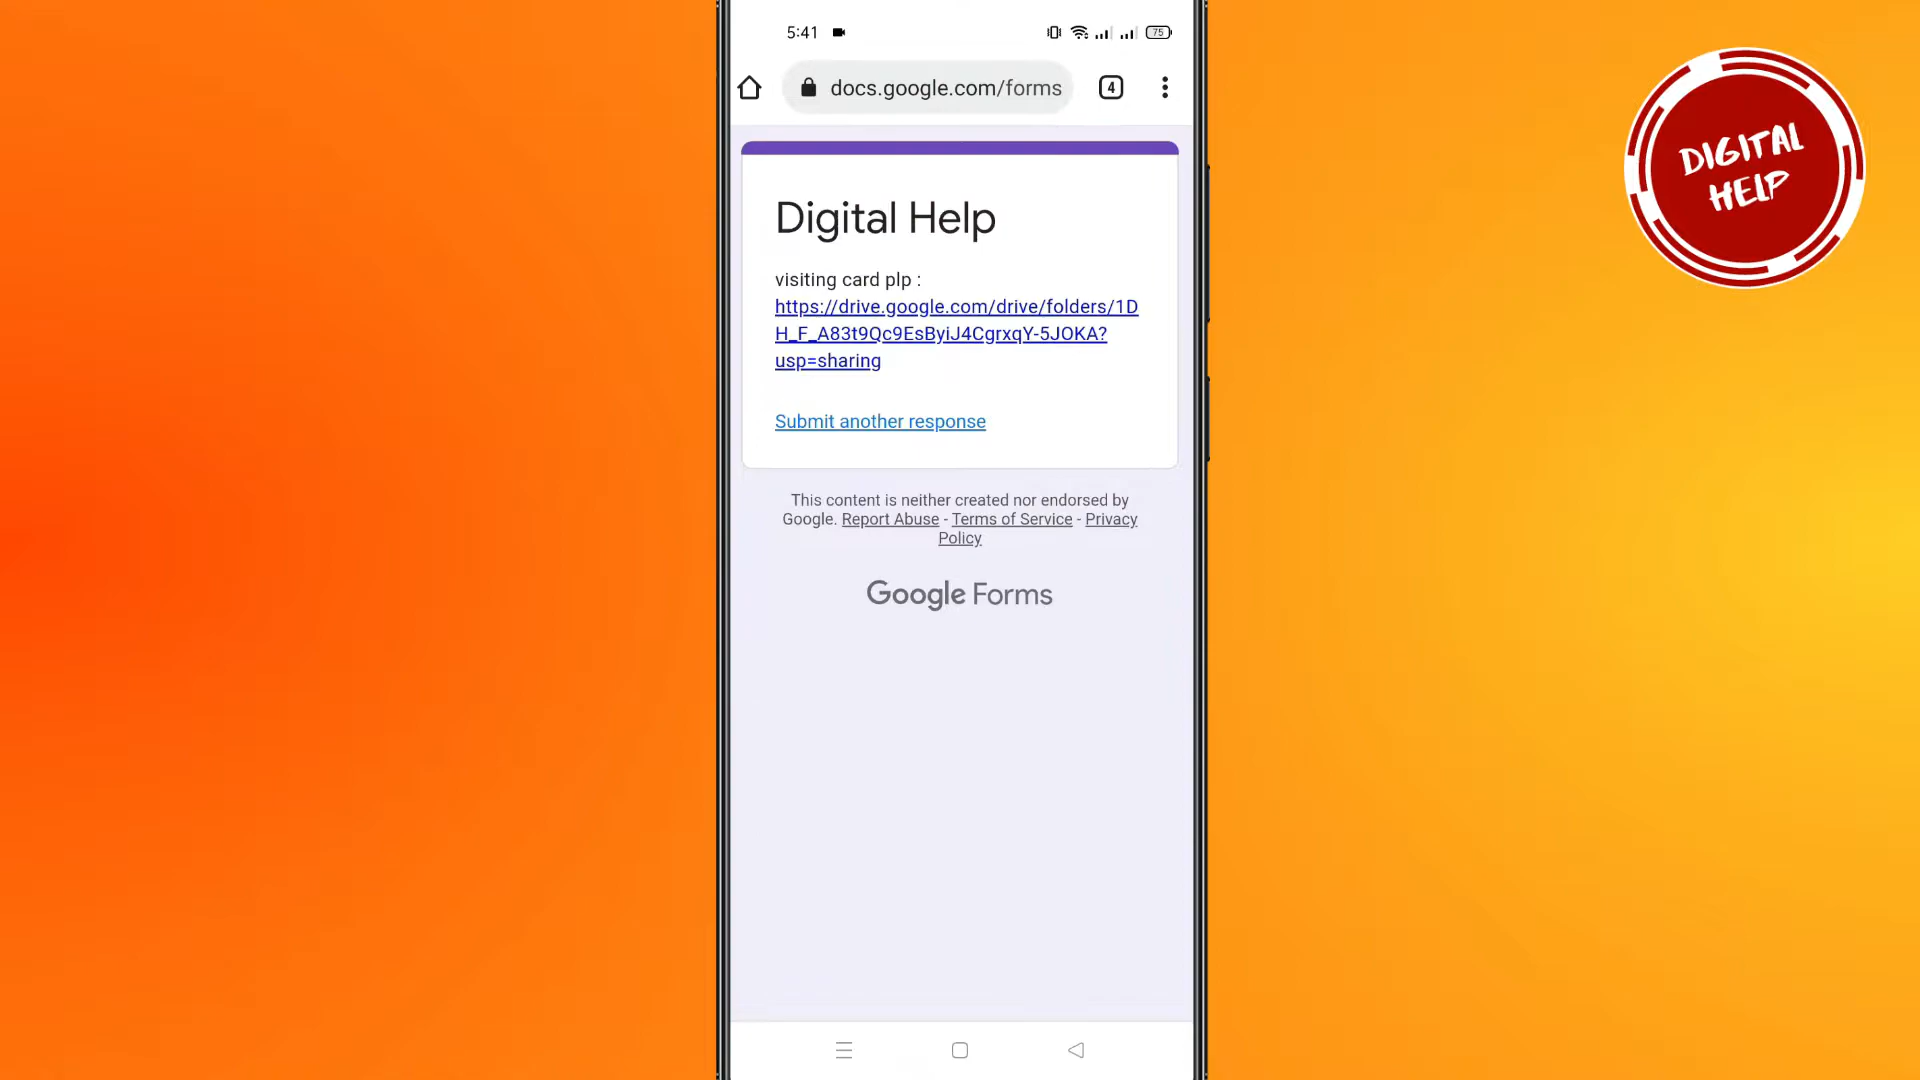 5:41
75
docs.google.com/forms
4
DIGITAL
HELP
Digital Help
visiting card plp :
https://drive.google.com/drive/folders/1D
H_F_A83t9Qc9EsByiJ4CgrxqY-5JOKA?
usp=sharing
Submit another response
This content is neither created nor endorsed by
Google. Report Abuse - Terms of Service - Privacy
Policy
Google Forms